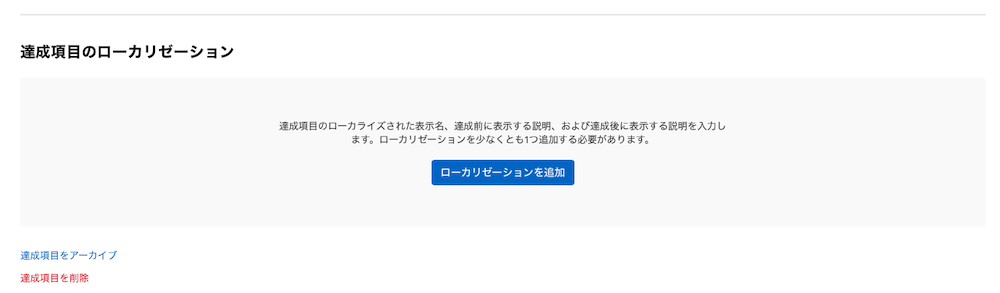 達成項目のローカリゼーション
達成項目のローカライズされた表示名、達成前に表示する説明、および達成後に表示する説明を入力し
ます。ローカリゼーションを少なくとも1つ追加する必要があります。
ローカリゼーションを追加
達成項目をアーカイブ
達成項目を削除